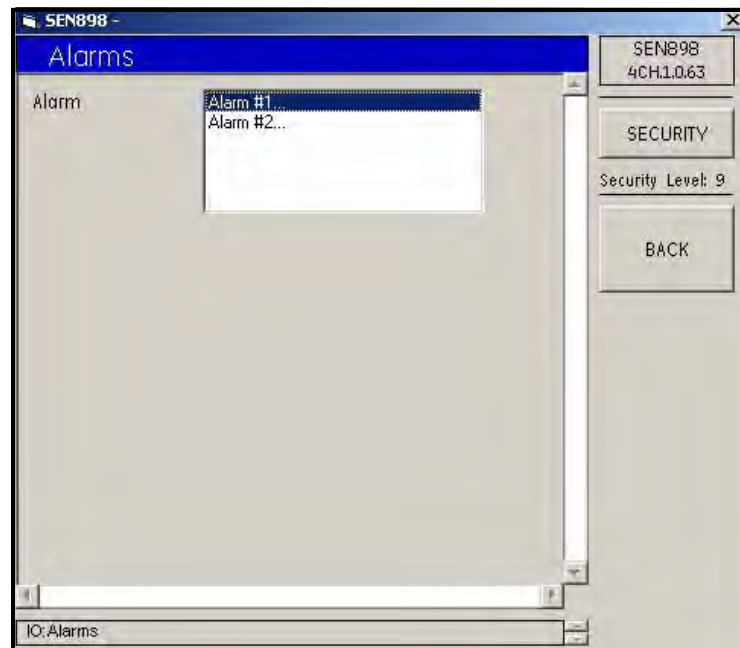 SEN898 -
Alarms
Alarm
Alarm #1...
Alarm #2...
SEN898
4CH.1.0.63
SECURITY
Security Level: 9
BACK
IO:Alarms